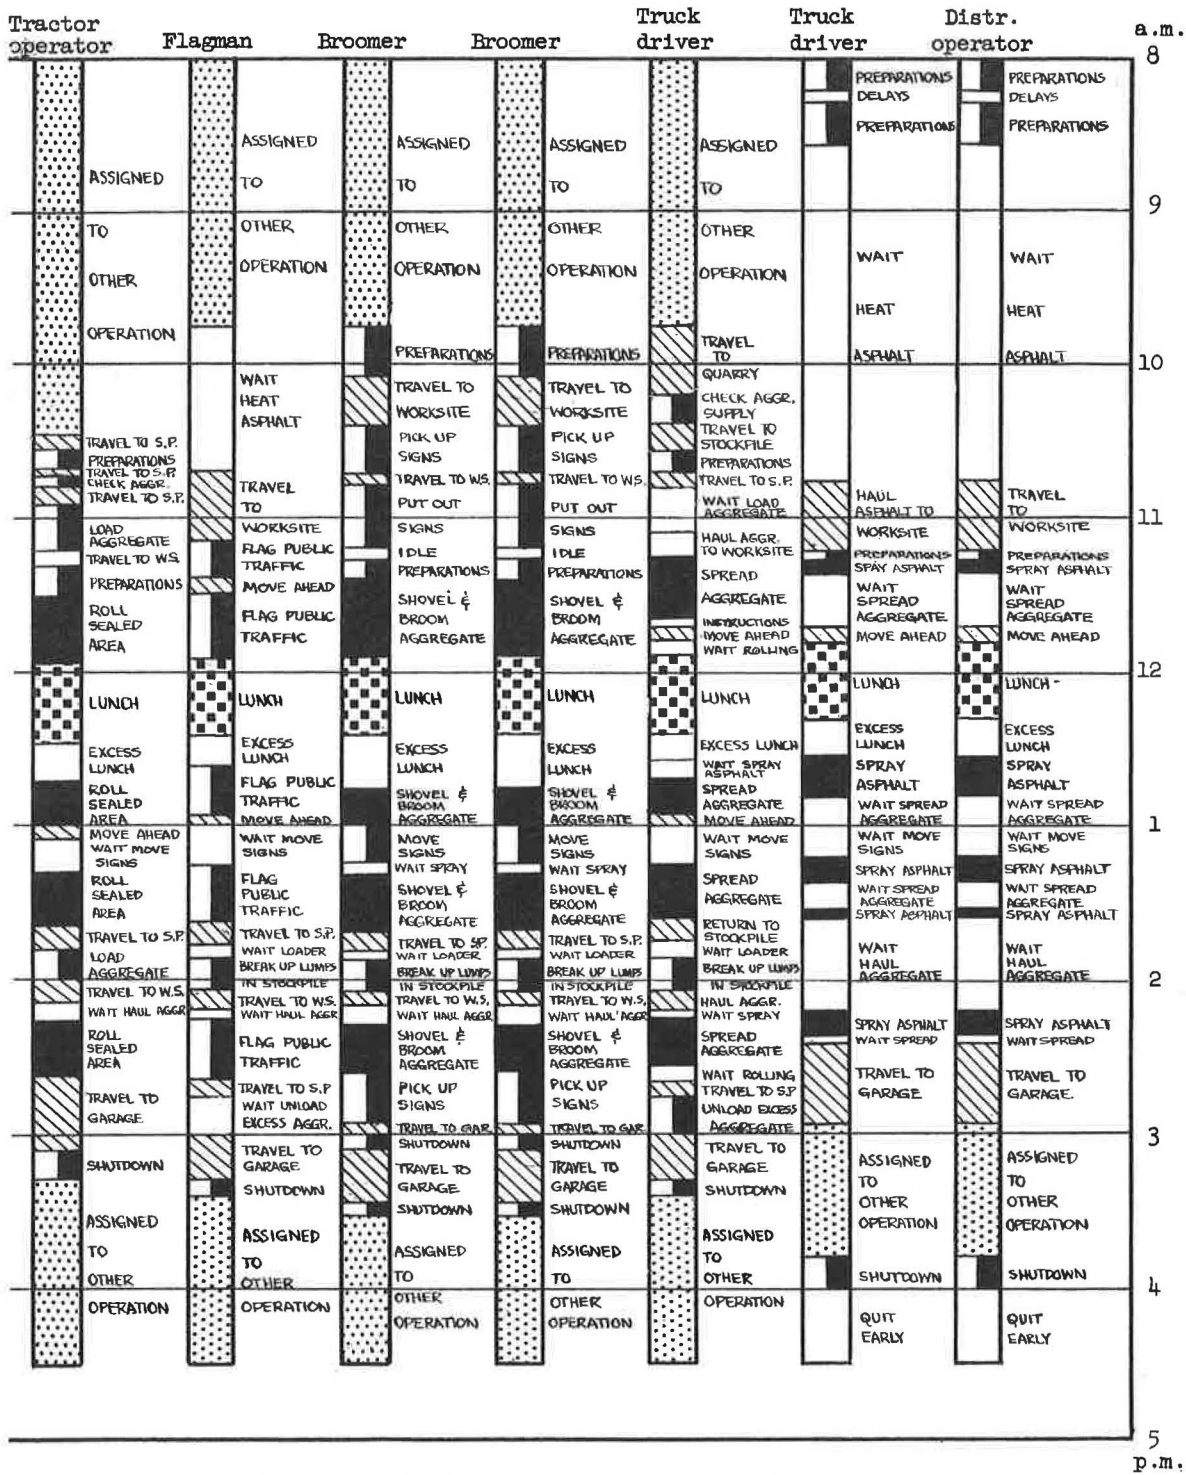 Tractor
operator
Flagman
Broomer
Broomer
Truck
driver
Truck
driver
Distr.
operator
a.m.
8
9
10
11
12
1
2
3
4
5
p.m.
ASSIGNED
TO
OTHER
OPERATION
TRAVEL TO S.P.
PREPARATIONS
TRAVEL TO S.P.
CHECK AGGR.
TRAVEL TO S.P.
LOAD
AGGREGATE
TRAVEL TO W.S.
PREPARATIONS
ROLL
SEALED
AREA
LUNCH
EXCESS
LUNCH
ROLL
SEALED
AREA
MOVE AHEAD
WAIT MOVE
SIGNS
ROLL
SEALED
AREA
TRAVEL TO S.P.
LOAD
AGGREGATE
TRAVEL TO W.S.
WAIT HAUL AGGR
ROLL
SEALED
AREA
TRAVEL TO
GARAGE
SHUTDOWN
ASSIGNED
TO
OTHER
OPERATION
ASSIGNED
TO
OTHER
OPERATION
WAIT
HEAT
ASPHALT
TRAVEL
TO
WORKSITE
FLAG PUBLIC
TRAFFIC
MOVE AHEAD
FLAG PUBLIC
TRAFFIC
LUNCH
EXCESS
LUNCH
FLAG PUBLIC
TRAFFIC
MOVE AHEAD
WAIT MOVE
SIGNS
FLAG
PUBLIC
TRAFFIC
TRAVEL TO S.P.
WAIT LOADER
BREAK UP LUMPS
IN STOCKPILE
TRAVEL TO W.S.
WAIT HAUL AGGR
FLAG PUBLIC
TRAFFIC
TRAVEL TO S.P
WAIT UNLOAD
EXCESS AGGR.
TRAVEL TO
GARAGE
SHUTDOWN
ASSIGNED
TO
OTHER
OPERATION
ASSIGNED
TO
OTHER
OPERATION
PREPARATIONS
TRAVEL TO
WORKSITE
PICK UP
SIGNS
TRAVEL TO W.S.
PUT OUT
SIGNS
IDLE
PREPARATIONS
SHOVEL &
BROOM
AGGREGATE
LUNCH
EXCESS
LUNCH
SHOVEL &
BROOM
AGGREGATE
MOVE
SIGNS
WAIT SPRAY
SHOVEL &
BROOM
AGGREGATE
TRAVEL TO S.P.
WAIT LOADER
BREAK UP LUMPS
IN STOCKPILE
TRAVEL TO W.S.
WAIT HAUL AGGR
SHOVEL &
BROOM
AGGREGATE
PICK UP
SIGNS
TRAVEL TO GAR
SHUTDOWN
TRAVEL TO
GARAGE
SHUTDOWN
ASSIGNED
TO
OTHER
OPERATION
ASSIGNED
TO
OTHER
OPERATION
PREPARATIONS
TRAVEL TO
WORKSITE
PICK UP
SIGNS
TRAVEL TO W.S.
PUT OUT
SIGNS
IDLE
PREPARATIONS
SHOVEL &
BROOM
AGGREGATE
LUNCH
EXCESS
LUNCH
SHOVEL &
BROOM
AGGREGATE
MOVE
SIGNS
WAIT SPRAY
SHOVEL &
BROOM
AGGREGATE
TRAVEL TO S.P.
WAIT LOADER
BREAK UP LUMPS
IN STOCKPILE
TRAVEL TO W.S.
WAIT HAUL AGGR
SHOVEL &
BROOM
AGGREGATE
PICK UP
SIGNS
TRAVEL TO GAR
SHUTDOWN
TRAVEL TO
GARAGE
SHUTDOWN
ASSIGNED
TO
OTHER
OPERATION
ASSIGNED
TO
OTHER
OPERATION
TRAVEL
TO
QUARRY
CHECK AGGR.
SUPPLY
TRAVEL TO
STOCKFILE
PREPARATIONS
TRAVEL TO S.P.
WAIT LOAD
AGGREGATE
HAUL AGGR.
TO WORKSITE
SPREAD
AGGREGATE
INSTRUCTIONS
MOVE AHEAD
WAIT ROLLING
LUNCH
EXCESS LUNCH
WAIT SPRAY
ASPHALT
SPREAD
AGGREGATE
MOVE AHEAD
WAIT MOVE
SIGNS
SPREAD
AGGREGATE
RETURN TO
STOCKPILE
WAIT LOADER
BREAK UP LUMPS
IN STOCKPILE
HAUL AGGR.
WAIT SPRAY
SPREAD
AGGREGATE
WAIT ROLLING
TRAVEL TO S.P
UNLOAD EXCESS
AGGREGATE
TRAVEL TO
GARAGE
SHUTDOWN
ASSIGNED
TO
OTHER
OPERATION
PREPARATIONS
DELAYS
PREPARATIONS
WAIT
HEAT
ASPHALT
HAUL
ASPHALT TO
WORKSITE
PREPARATIONS
SPAY ASPHALT
WAIT
SPREAD
AGGREGATE
MOVE AHEAD
LUNCH
EXCESS
LUNCH
SPRAY
ASPHALT
WAIT SPREAD
AGGREGATE
WAIT MOVE
SIGNS
SPRAY ASPHALT
WAIT SPREAD
AGGREGATE
SPRAY ASPHALT
WAIT
HAUL
AGGREGATE
SPRAY ASPHALT
WAIT SPREAD
TRAVEL TO
GARAGE
ASSIGNED
TO
OTHER
OPERATION
SHUTDOWN
QUIT
EARLY
PREPARATIONS
DELAYS
PREPARATIONS
WAIT
HEAT
ASPHALT
TRAVEL
TO
WORKSITE
PREPARATIONS
SPRAY ASPHALT
WAIT
SPREAD
AGGREGATE
MOVE AHEAD
LUNCH
EXCESS
LUNCH
SPRAY
ASPHALT
WAIT SPREAD
AGGREGATE
WAIT MOVE
SIGNS
SPRAY ASPHALT
WAIT SPREAD
AGGREGATE
SPRAY ASPHALT
WAIT
HAUL
AGGREGATE
SPRAY ASPHALT
WAIT SPREAD
TRAVEL TO
GARAGE.
ASSIGNED
TO
OTHER
OPERATION
SHUTDOWN
QUIT
EARLY